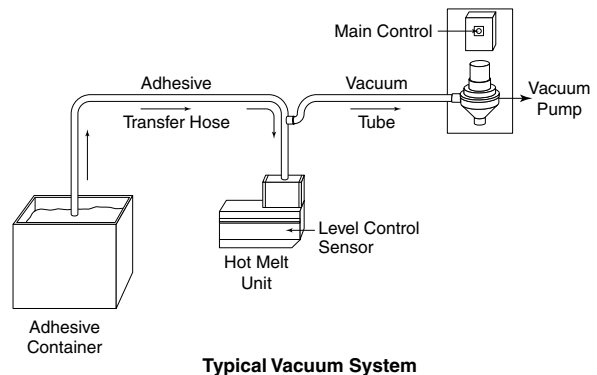 Main Control
Adhesive
Transfer Hose
Vacuum
Tube
Vacuum
Pump
Level Control
Sensor
Hot Melt
Unit
Adhesive
Container
Typical Vacuum System